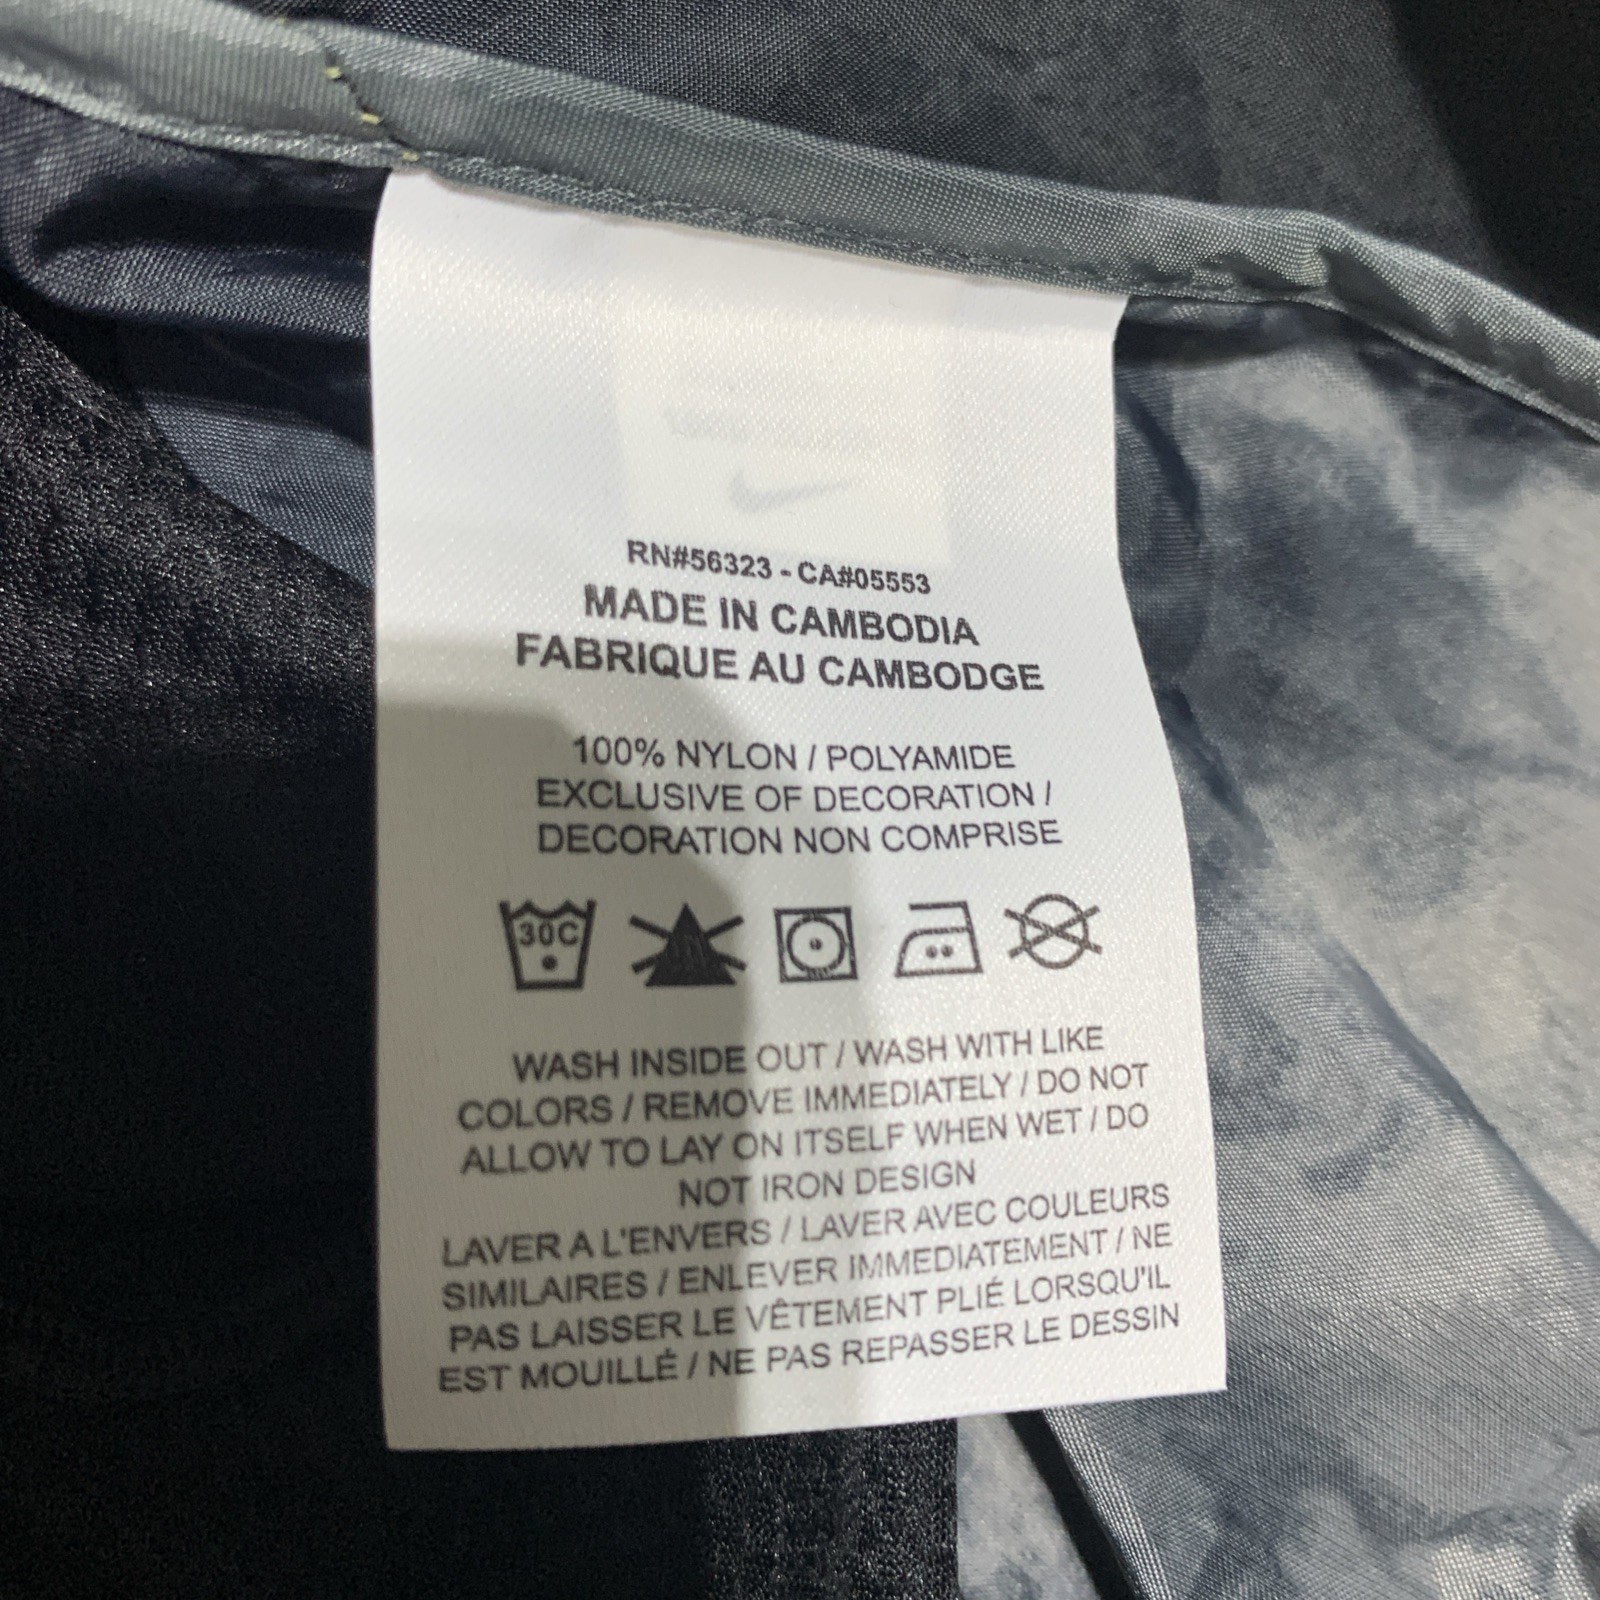 RN#56323 - CA#05553
MADE IN CAMBODIA
FABRIQUE AU CAMBODGE
100% NYLON / POLYAMIDE
EXCLUSIVE OF DECORATION /
DECORATION NON COMPRISE
30C
WASH INSIDE OUT / WASH WITH LIKE
COLORS / REMOVE IMMEDIATELY / DO NOT
ALLOW TO LAY ON ITSELF WHEN WET / DO
NOT IRON DESIGN
LAVER A L'ENVERS / LAVER AVEC COULEURS
SIMILAIRES / ENLEVER IMMEDIATEMENT / NE
PAS LAISSER LE VÊTEMENT PLIÉ LORSQU'IL
EST MOUILLÉ / NE PAS REPASSER LE DESSIN